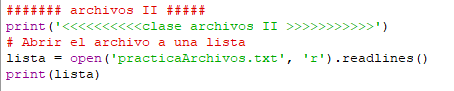 ####### archivos II #####
print('<<<<<<<<<<clase archivos II >>>>>>>>>>>')
# Abrir el archivo a una lista
lista = open('practicaArchivos.txt', 'r').readlines()
print(lista)